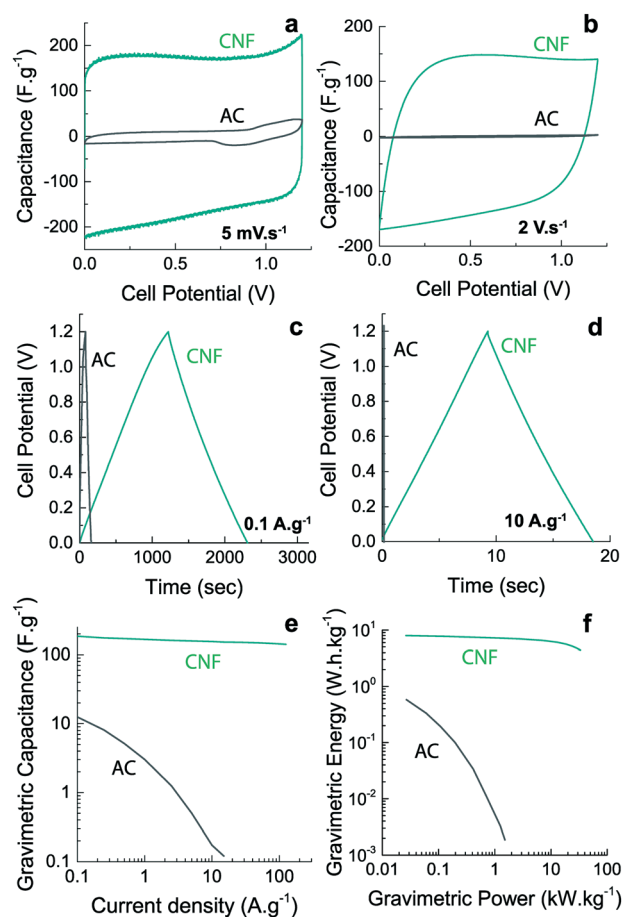 a
CNF
AC
5 mV.s⁻¹
200
100
0
-100
-200
0.0
0.5
1.0
Capacitance (F.g⁻¹)
Cell Potential (V)
b
CNF
AC
2 V.s⁻¹
200
100
0
-100
-200
0.0
0.5
1.0
Capacitance (F.g⁻¹)
Cell Potential (V)
c
AC
CNF
0.1 A.g⁻¹
1.2
1.0
0.8
0.6
0.4
0.2
0.0
0
1000
2000
3000
Cell Potential (V)
Time (sec)
d
AC
CNF
10 A.g⁻¹
1.2
1.0
0.8
0.6
0.4
0.2
0.0
0
10
20
Cell Potential (V)
Time (sec)
e
CNF
AC
100
10
1
0.1
0.1
1
10
100
Gravimetric Capacitance (F.g⁻¹)
Current density (A.g⁻¹)
f
CNF
AC
10¹
10⁰
10⁻¹
10⁻²
10⁻³
0.01
0.1
1
10
100
Gravimetric Energy (W.h.kg⁻¹)
Gravimetric Power (kW.kg⁻¹)